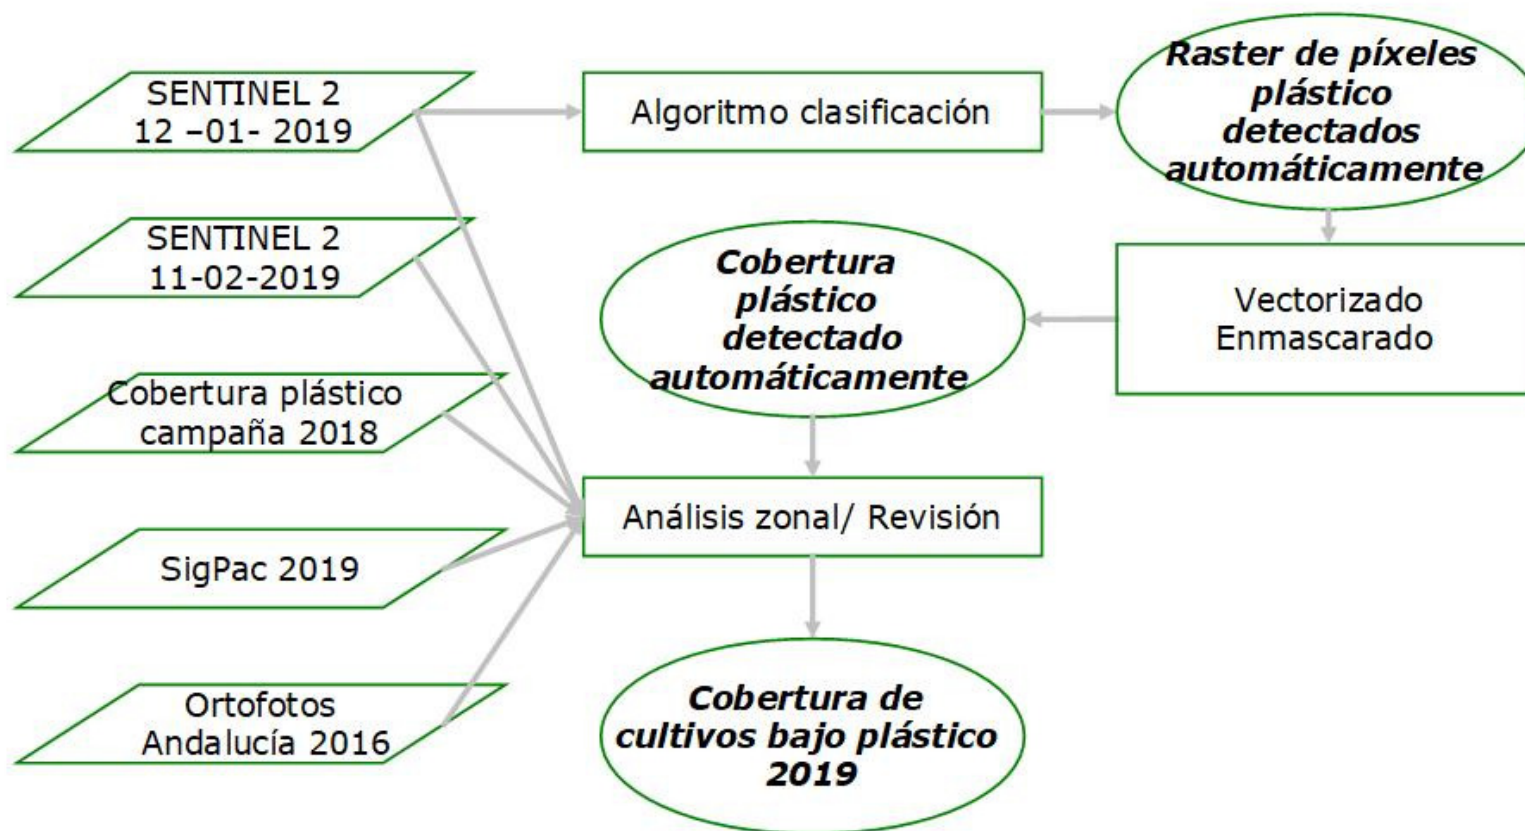 SENTINEL 2
12 –01- 2019
Algoritmo clasificación
Raster de píxeles
plástico
detectados
automáticamente
SENTINEL 2
11-02-2019
Cobertura
plástico
detectado
automáticamente
Vectorizado
Enmascarado
Cobertura plástico
campaña 2018
Análisis zonal/ Revisión
SigPac 2019
Ortofotos
Andalucía 2016
Cobertura de
cultivos bajo plástico
2019